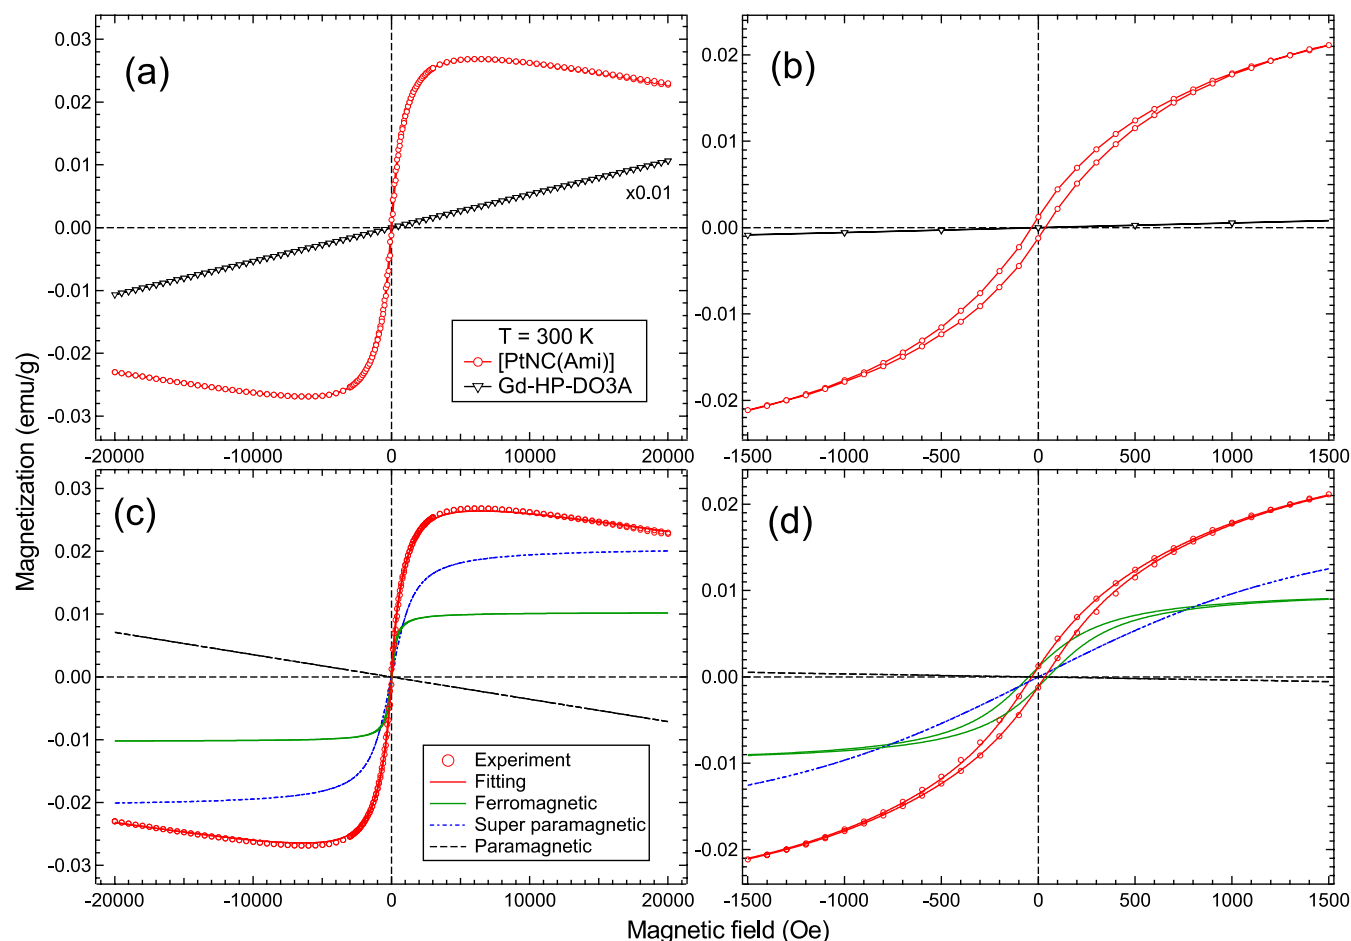 (a)
0.03
0.02
0.01
0.00
-0.01
-0.02
-0.03
x0.01
T = 300 K
[PtNC(Ami)]
Gd-HP-DO3A
-20000 -10000 0 10000 20000
(b)
0.02
0.01
0.00
-0.01
-0.02
-1500 -1000 -500 0 500 1000 1500
Magnetization (emu/g)
(c)
0.03
0.02
0.01
0.00
-0.01
-0.02
-0.03
Experiment
Fitting
Ferromagnetic
Super paramagnetic
Paramagnetic
-20000 -10000 0 10000 20000
(d)
0.02
0.01
0.00
-0.01
-0.02
-1500 -1000 -500 0 500 1000 1500
Magnetic field (Oe)